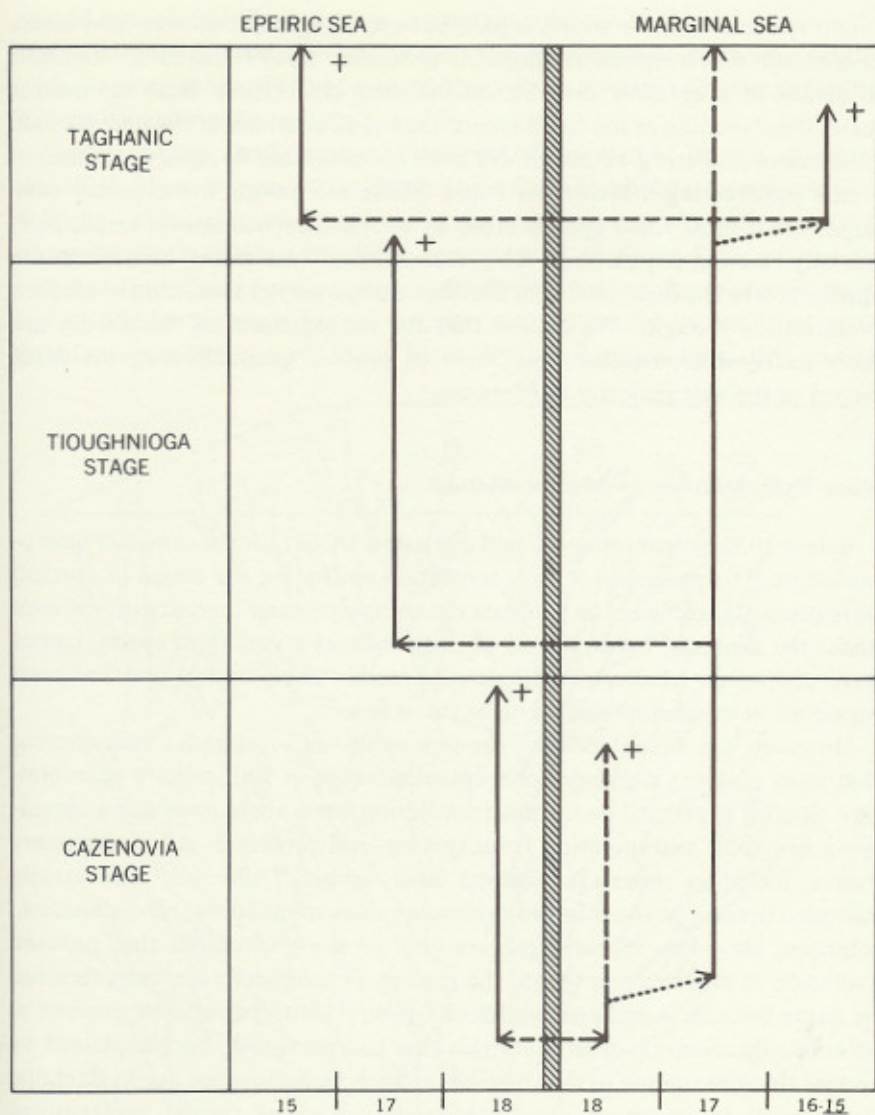 EPEIRIC SEA MARGINAL SEA
+
TAGHANIC
STAGE
+
+
TIOUGHNIOGA
STAGE
+
+
CAZENOVIA
STAGE
15 17 18 18 17 16-15